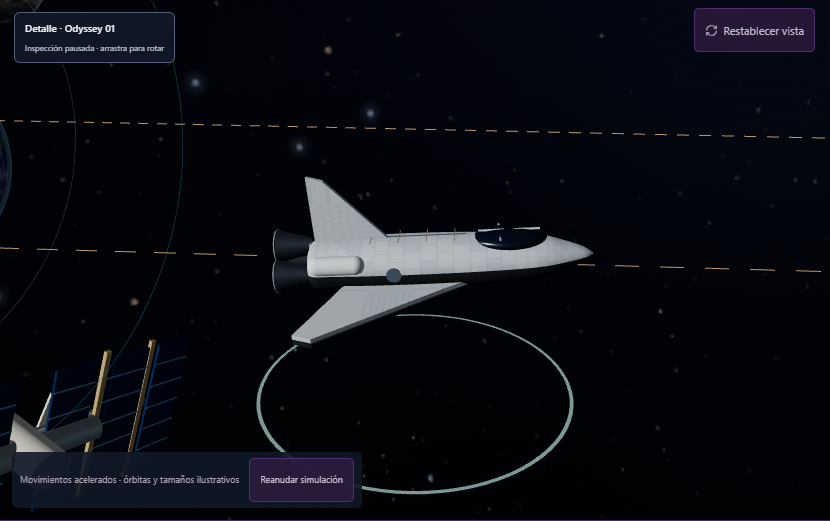 Detalle · Odyssey 01
Inspección pausada · arrastra para rotar
Restablecer vista
Movimientos acelerados · órbitas y tamaños ilustrativos
Reanudar simulación